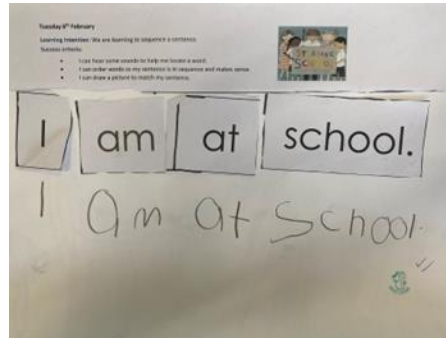 Tuesday 6th February
Learning Intention: We are learning to sequence a sentence.
Success criteria:
I can hear some sounds to help me locate a word.
I can order words so my sentence is in sequence and makes sense.
I can draw a picture to match my sentence.
I am at school.
I am at School.